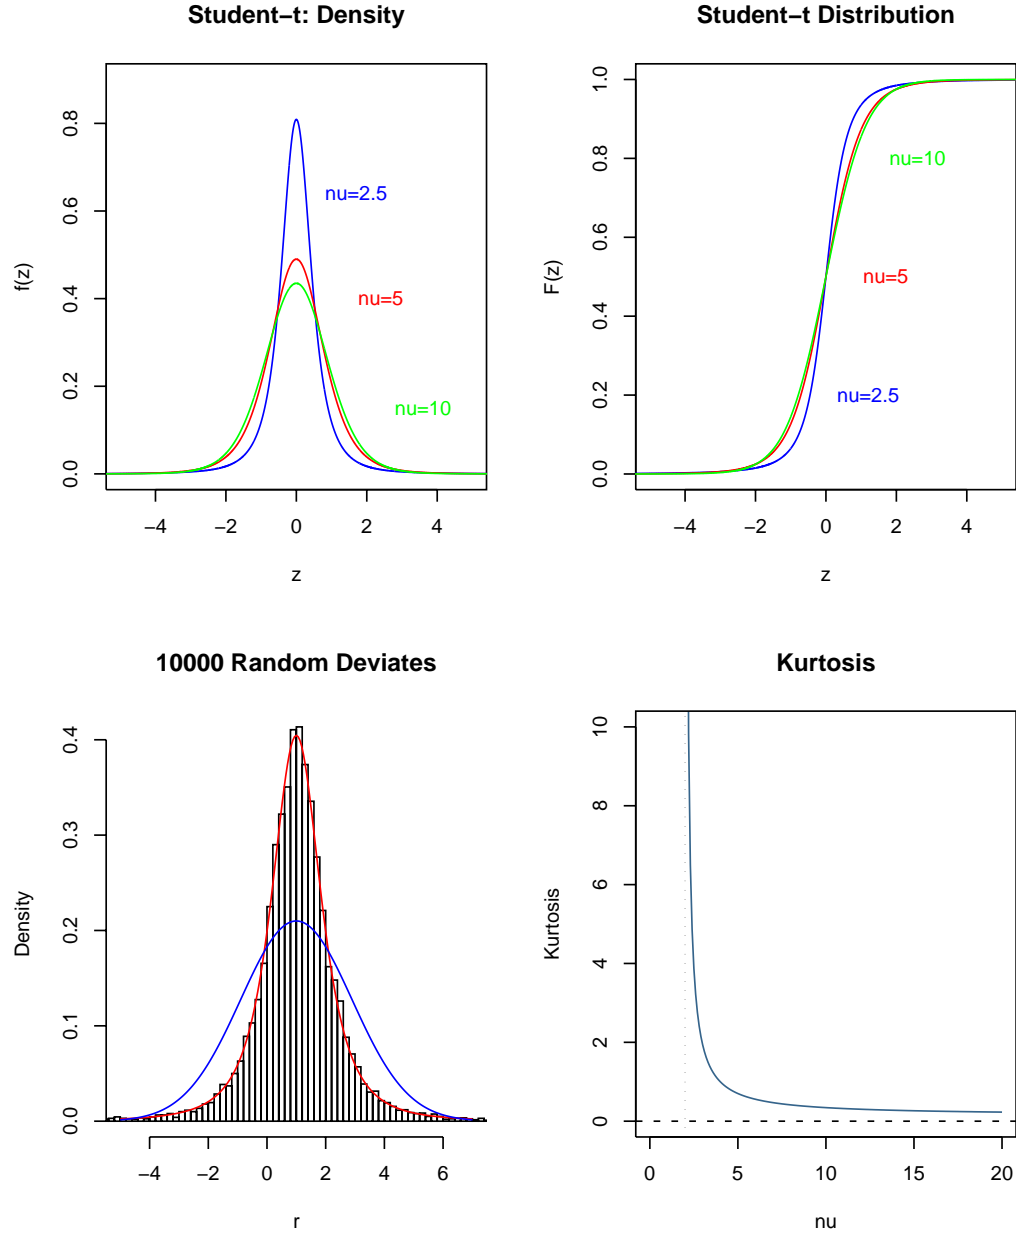 Student−t: Density
f(z)
0.8
0.6
0.4
0.2
0.0
nu=2.5
nu=5
nu=10
−4 −2 0 2 4
z
Student−t Distribution
F(z)
1.0
0.8
0.6
0.4
0.2
0.0
nu=10
nu=5
nu=2.5
−4 −2 0 2 4
z
10000 Random Deviates
Density
0.4
0.3
0.2
0.1
0.0
−4 −2 0 2 4 6
r
Kurtosis
Kurtosis
10
8
6
4
2
0
0 5 10 15 20
nu